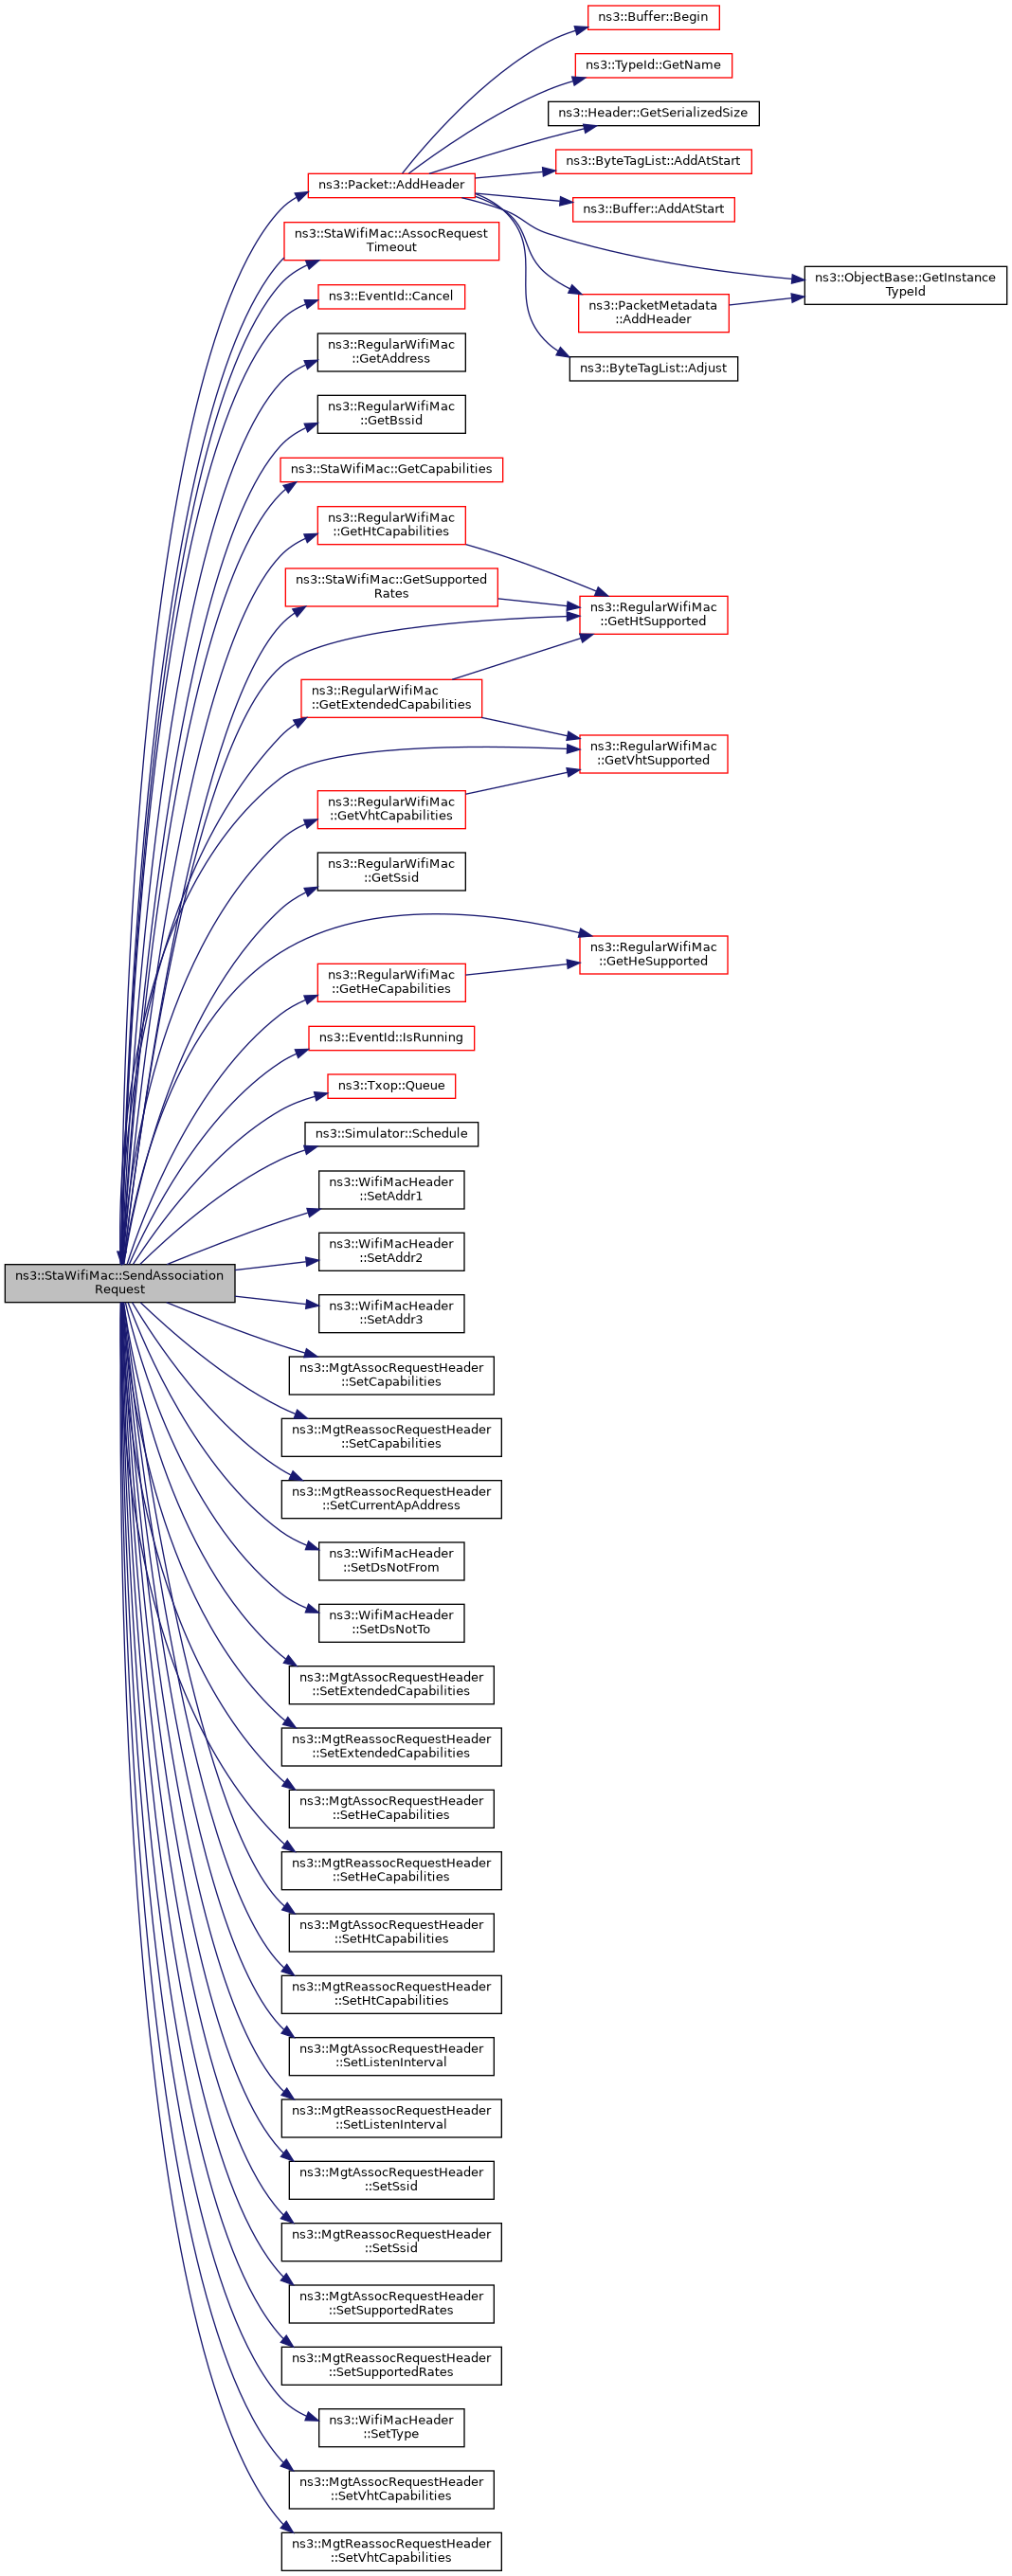 ns3::Buffer::Begin
ns3::TypeId::GetName
ns3::Header::GetSerializedSize
ns3::ByteTagList::AddAtStart
ns3::Packet::AddHeader
ns3::Buffer::AddAtStart
ns3::StaWifiMac::AssocRequest
Timeout
ns3::ObjectBase::GetInstance
TypeId
ns3::EventId::Cancel
ns3::PacketMetadata
::AddHeader
ns3::RegularWifiMac
::GetAddress
ns3::ByteTagList::Adjust
ns3::RegularWifiMac
::GetBssid
ns3::StaWifiMac::GetCapabilities
ns3::RegularWifiMac
::GetHtCapabilities
ns3::StaWifiMac::GetSupported
Rates
ns3::RegularWifiMac
::GetHtSupported
ns3::RegularWifiMac
::GetExtendedCapabilities
ns3::RegularWifiMac
::GetVhtSupported
ns3::RegularWifiMac
::GetVhtCapabilities
ns3::RegularWifiMac
::GetSsid
ns3::RegularWifiMac
::GetHeSupported
ns3::RegularWifiMac
::GetHeCapabilities
ns3::EventId::IsRunning
ns3::Txop::Queue
ns3::Simulator::Schedule
ns3::WifiMacHeader
::SetAddr1
ns3::WifiMacHeader
::SetAddr2
ns3::StaWifiMac::SendAssociation
Request
ns3::WifiMacHeader
::SetAddr3
ns3::MgtAssocRequestHeader
::SetCapabilities
ns3::MgtReassocRequestHeader
::SetCapabilities
ns3::MgtReassocRequestHeader
::SetCurrentApAddress
ns3::WifiMacHeader
::SetDsNotFrom
ns3::WifiMacHeader
::SetDsNotTo
ns3::MgtAssocRequestHeader
::SetExtendedCapabilities
ns3::MgtReassocRequestHeader
::SetExtendedCapabilities
ns3::MgtAssocRequestHeader
::SetHeCapabilities
ns3::MgtReassocRequestHeader
::SetHeCapabilities
ns3::MgtAssocRequestHeader
::SetHtCapabilities
ns3::MgtReassocRequestHeader
::SetHtCapabilities
ns3::MgtAssocRequestHeader
::SetListenInterval
ns3::MgtReassocRequestHeader
::SetListenInterval
ns3::MgtAssocRequestHeader
::SetSsid
ns3::MgtReassocRequestHeader
::SetSsid
ns3::MgtAssocRequestHeader
::SetSupportedRates
ns3::MgtReassocRequestHeader
::SetSupportedRates
ns3::WifiMacHeader
::SetType
ns3::MgtAssocRequestHeader
::SetVhtCapabilities
ns3::MgtReassocRequestHeader
::SetVhtCapabilities